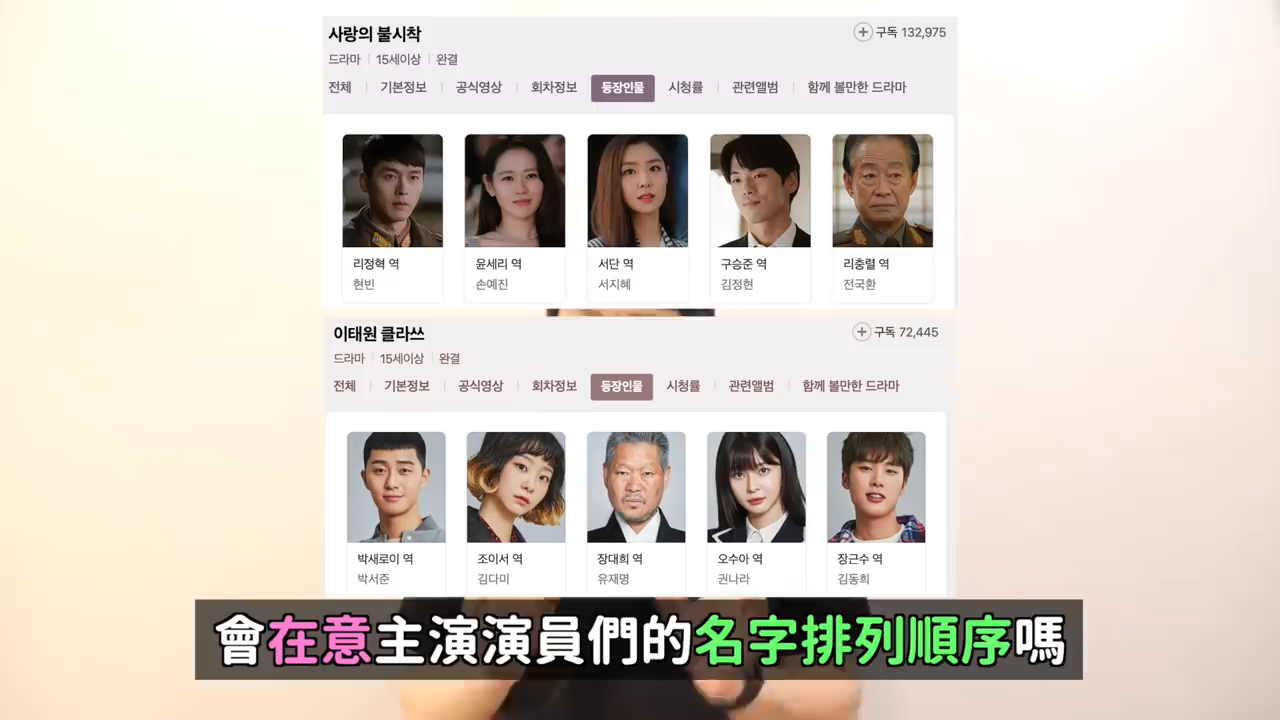 사랑의 불시착
구독 132,975
드라마 15세이상 완결
전체 기본정보 공식영상 회차정보 등장인물 시청률 관련앨범 함께 볼만한 드라마
리정혁 역 윤세리 역 서단 역 구승준 역 리충렬 역
현빈 손예진 서지혜 김정현 전국환
이태원 클라쓰
구독 72,445
드라마 15세이상 완결
전체 기본정보 공식영상 회차정보 등장인물 시청률 관련앨범 함께 볼만한 드라마
박새로이 역 조이서 역 장대희 역 오수아 역 장근수 역
박서준 김다미 유재명 권나라 김동희
會在意主演演員們的名字排列順序嗎